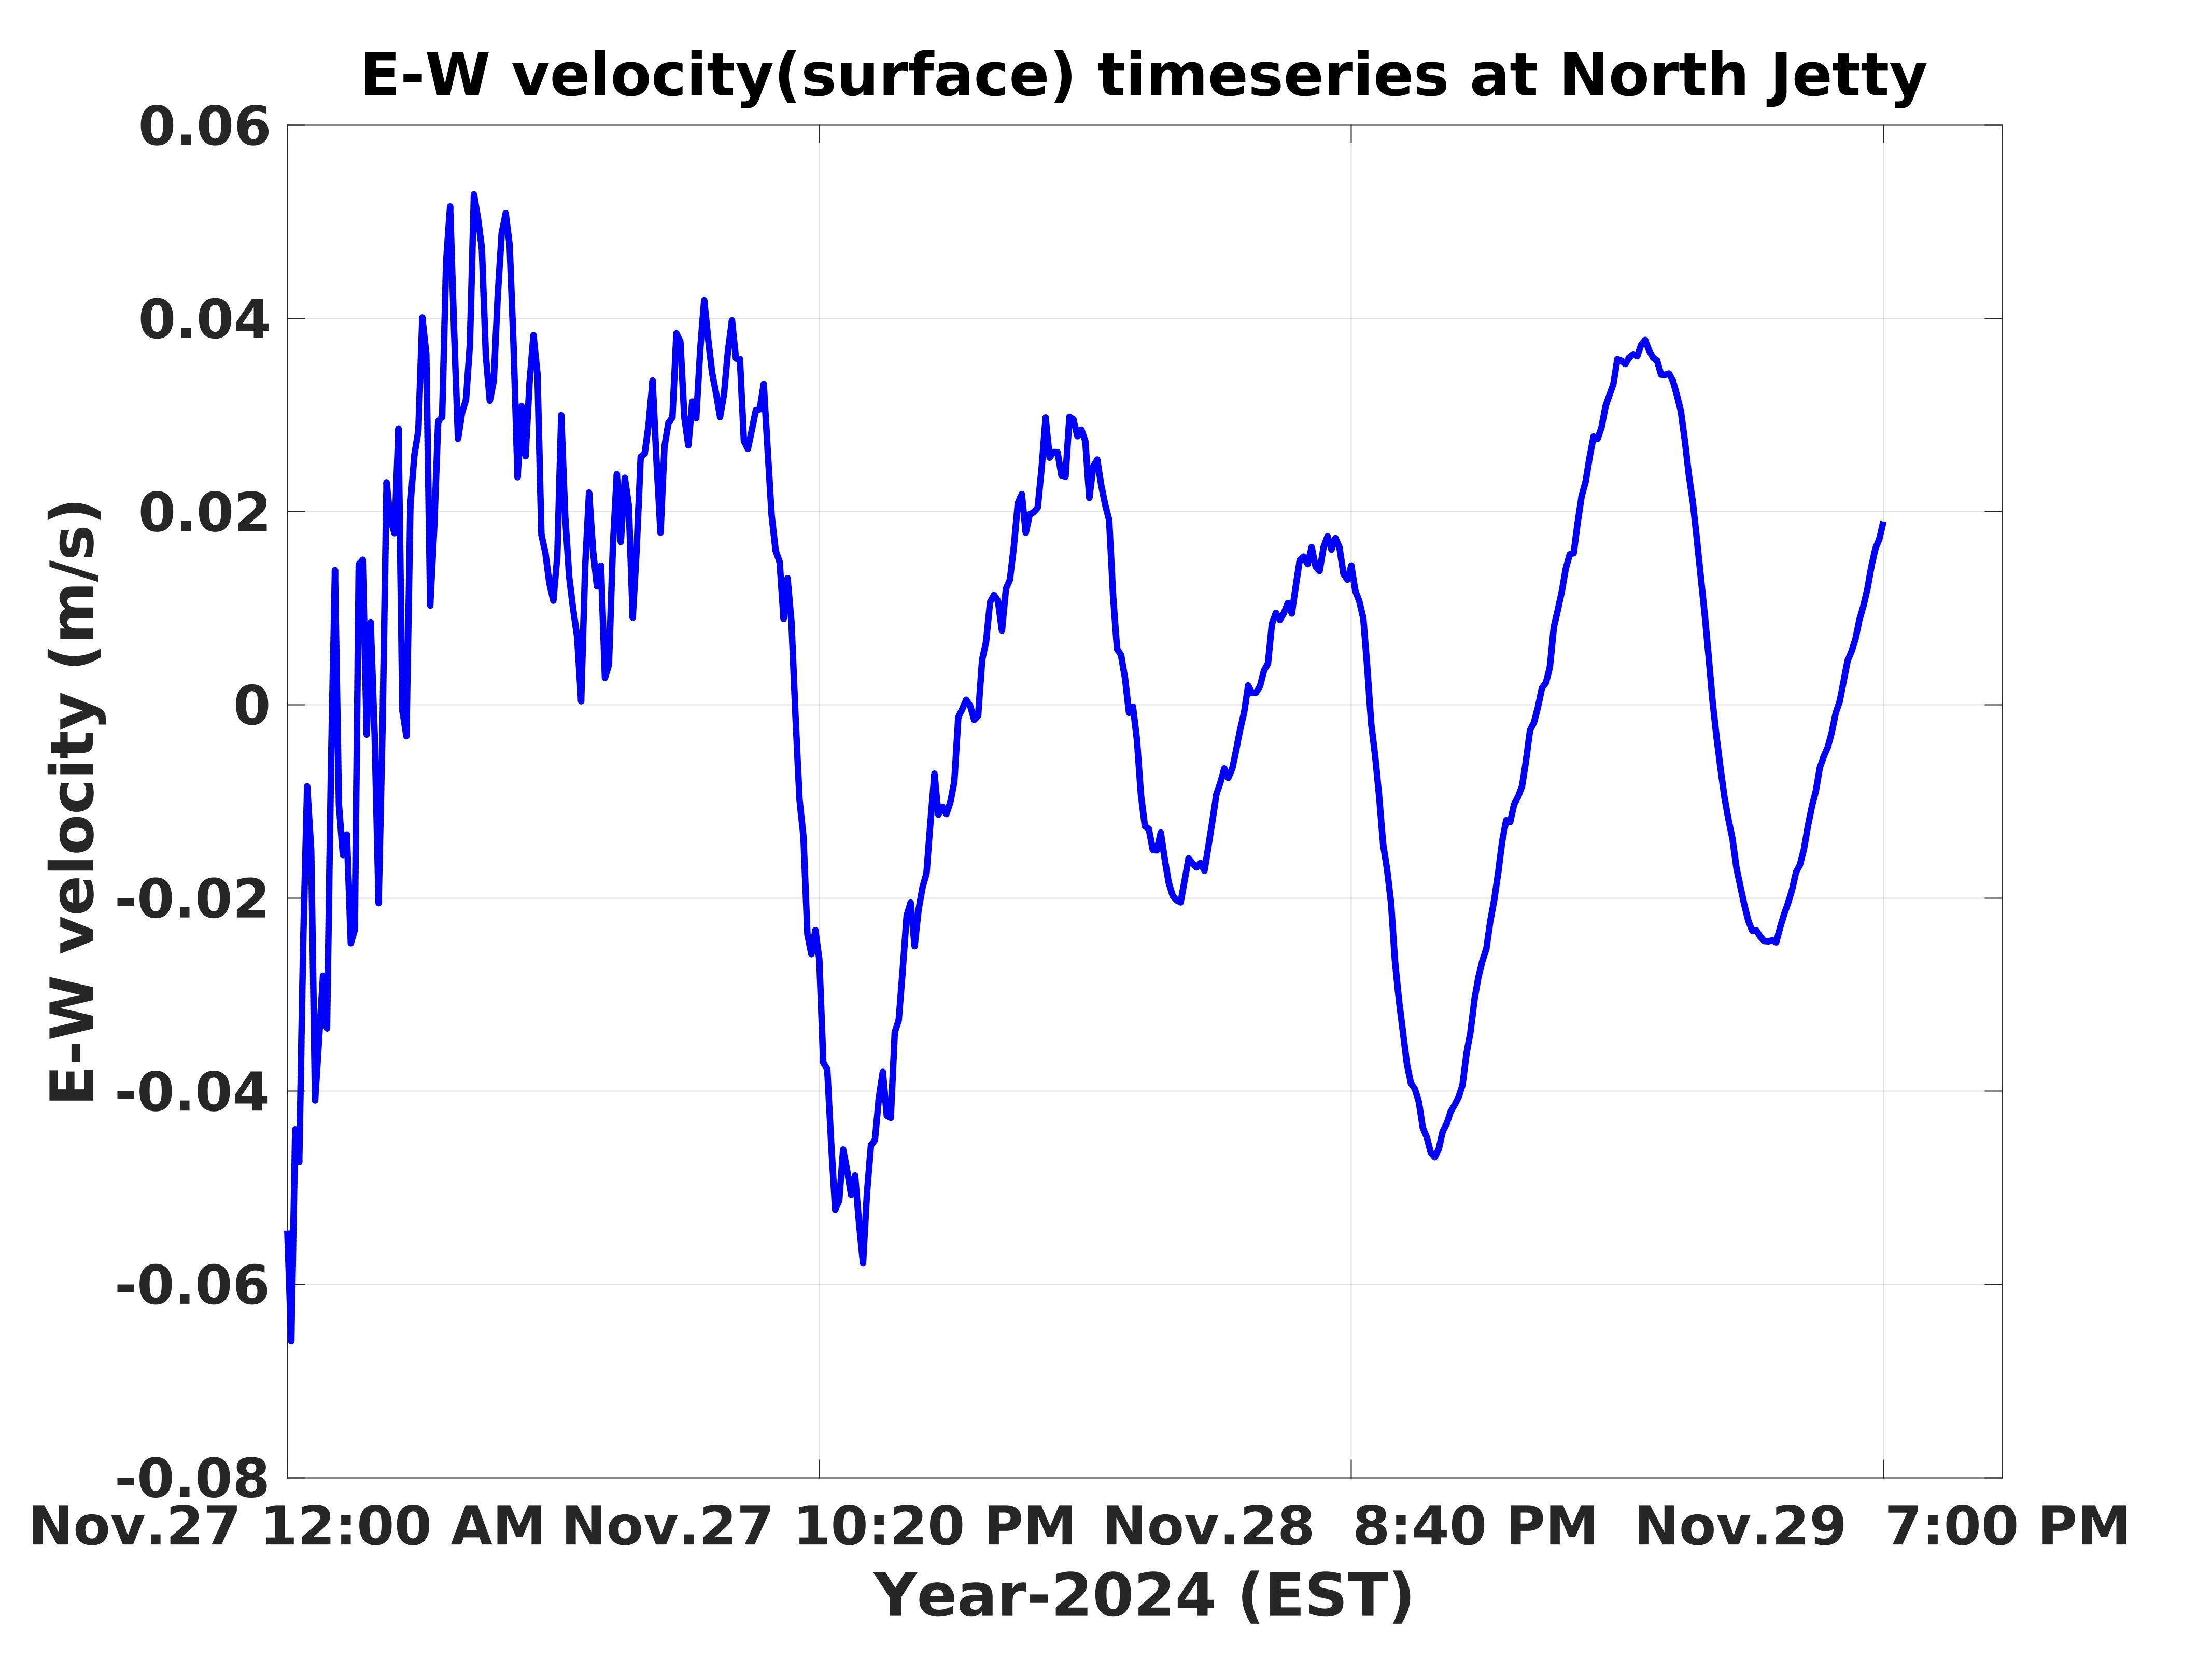 E-W velocity(surface) timeseries at North Jetty
0.06
0.04
0.02
0
-0.02
-0.04
-0.06
-0.08
E-W velocity (m/s)
Nov.27 12:00 AM Nov.27 10:20 PM Nov.28 8:40 PM Nov.29 7:00 PM
Year-2024 (EST)